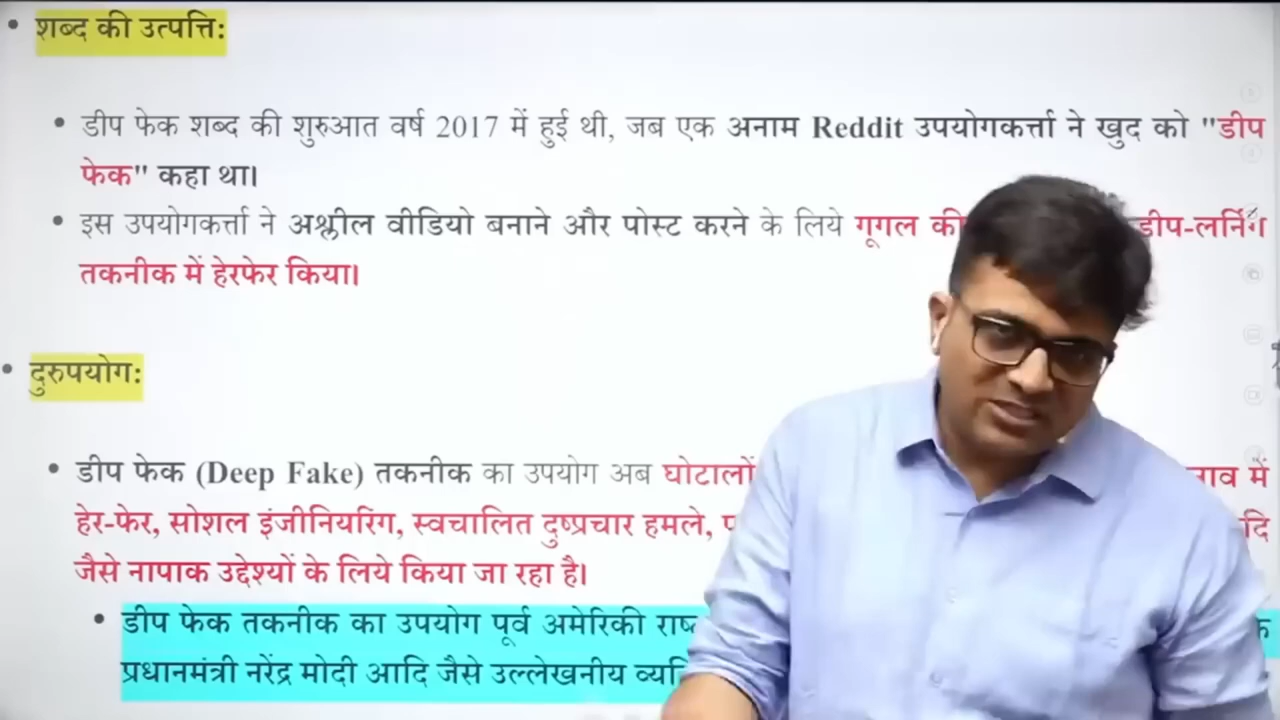 शब्द की उत्पत्ति:
डीप फेक शब्द की शुरुआत वर्ष 2017 में हुई थी, जब एक अनाम Reddit उपयोगकर्त्ता ने खुद को "डीप
फेक" कहा था।
इस उपयोगकर्त्ता ने अश्लील वीडियो बनाने और पोस्ट करने के लिये गूगल की डीप-लर्निंग
तकनीक में हेरफेर किया।
दुरुपयोग:
डीप फेक (Deep Fake) तकनीक का उपयोग अब घोटालों में
हेर-फेर, सोशल इंजीनियरिंग, स्वचालित दुष्प्रचार हमले,
जैसे नापाक उद्देश्यों के लिये किया जा रहा है।
डीप फेक तकनीक का उपयोग पूर्व अमेरिकी
प्रधानमंत्री नरेंद्र मोदी आदि जैसे उल्लेखनीय